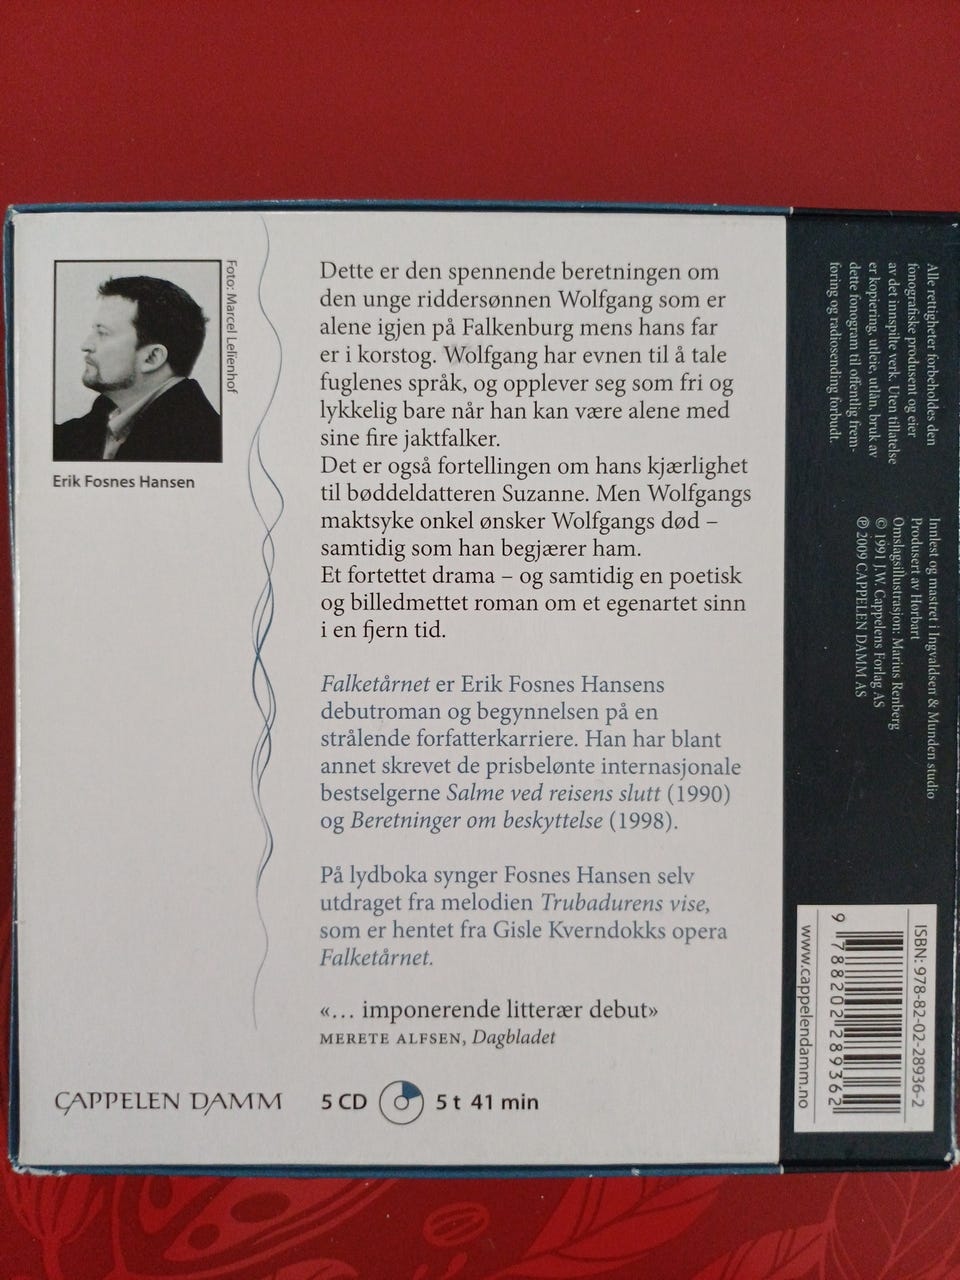 Foto: Marcel Lelienhof
Erik Fosnes Hansen
Dette er den spennende beretningen om
den unge riddersønnen Wolfgang som er
alene igjen på Falkenburg mens hans far
er i korstog. Wolfgang har evnen til å tale
fuglenes språk, og opplever seg som fri og
lykkelig bare når han kan være alene med
sine fire jaktfalker.
Det er også fortellingen om hans kjærlighet
til bøddeldatteren Suzanne. Men Wolfgangs
maktsyke onkel ønsker Wolfgangs død –
samtidig som han begjærer ham.
Et fortettet drama – og samtidig en poetisk
og billedmettet roman om et egenartet sinn
i en fjern tid.
Falketårnet er Erik Fosnes Hansens
debutroman og begynnelsen på en
strålende forfatterkarriere. Han har blant
annet skrevet de prisbelønte internasjonale
bestselgerne Salme ved reisens slutt (1990)
og Beretninger om beskyttelse (1998).
På lydboka synger Fosnes Hansen selv
utdraget fra melodien Trubadurens vise,
som er hentet fra Gisle Kverndokks opera
Falketårnet.
«... imponerende litterær debut»
MERETE ALFSEN, Dagbladet
CAPPELEN DAMM
5 CD 5 t 41 min
Alle rettigheter forbeholdes den
fonografiske produsent og eier
av det innspilte verk. Uten tillatelse
er kopiering, utleie, utlån, bruk av
dette fonogram til offentlig frem-
føring og radiosending forbudt.
Innlest og mastret i Ingvaldsen & Munden studio
Produsert av Hørbart
Omslagsillustrasjon: Marius Renberg
© 1991 J.W. Cappelens Forlag AS
℗ 2009 CAPPELEN DAMM AS
ISBN: 978-82-02-28936-2
9 788202 289362
www.cappelendamm.no